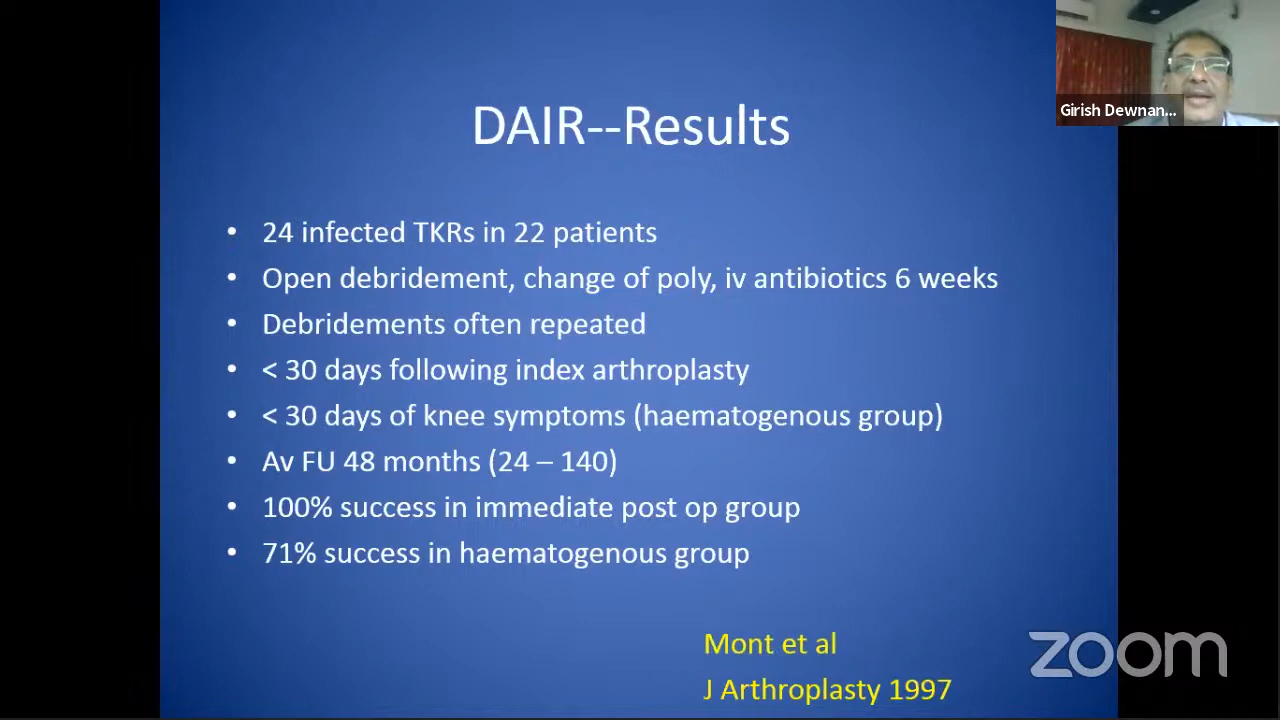 Girish Dewnan...
DAIR--Results
• 24 infected TKRs in 22 patients
• Open debridement, change of poly, iv antibiotics 6 weeks
• Debridements often repeated
• < 30 days following index arthroplasty
• < 30 days of knee symptoms (haematogenous group)
• Av FU 48 months (24 – 140)
• 100% success in immediate post op group
• 71% success in haematogenous group
Mont et al
J Arthroplasty 1997
zoom